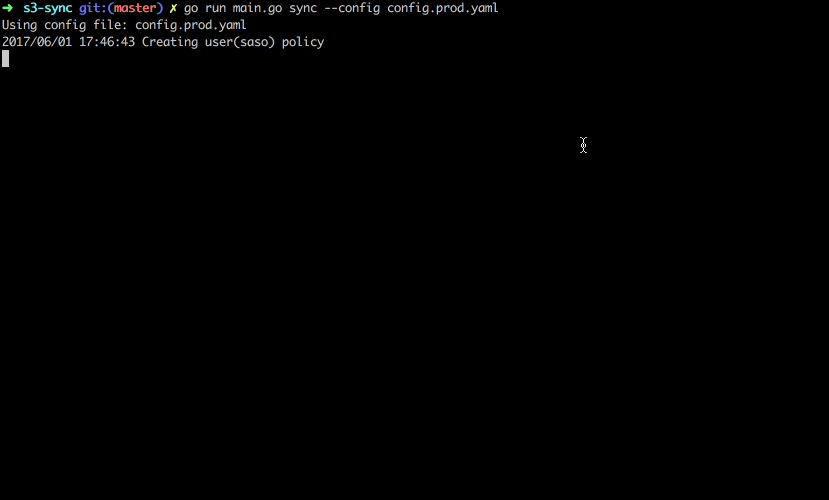 ➜ s3-sync git:(master) ✗ go run main.go sync --config config.prod.yaml
Using config file: config.prod.yaml
2017/06/01 17:46:43 Creating user(saso) policy